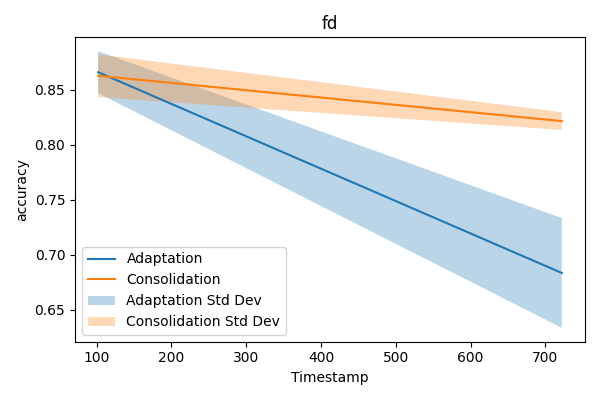 fd
accuracy
0.85
0.80
0.75
0.70
0.65
Adaptation
Consolidation
Adaptation Std Dev
Consolidation Std Dev
100 200 300 400 500 600 700
Timestamp